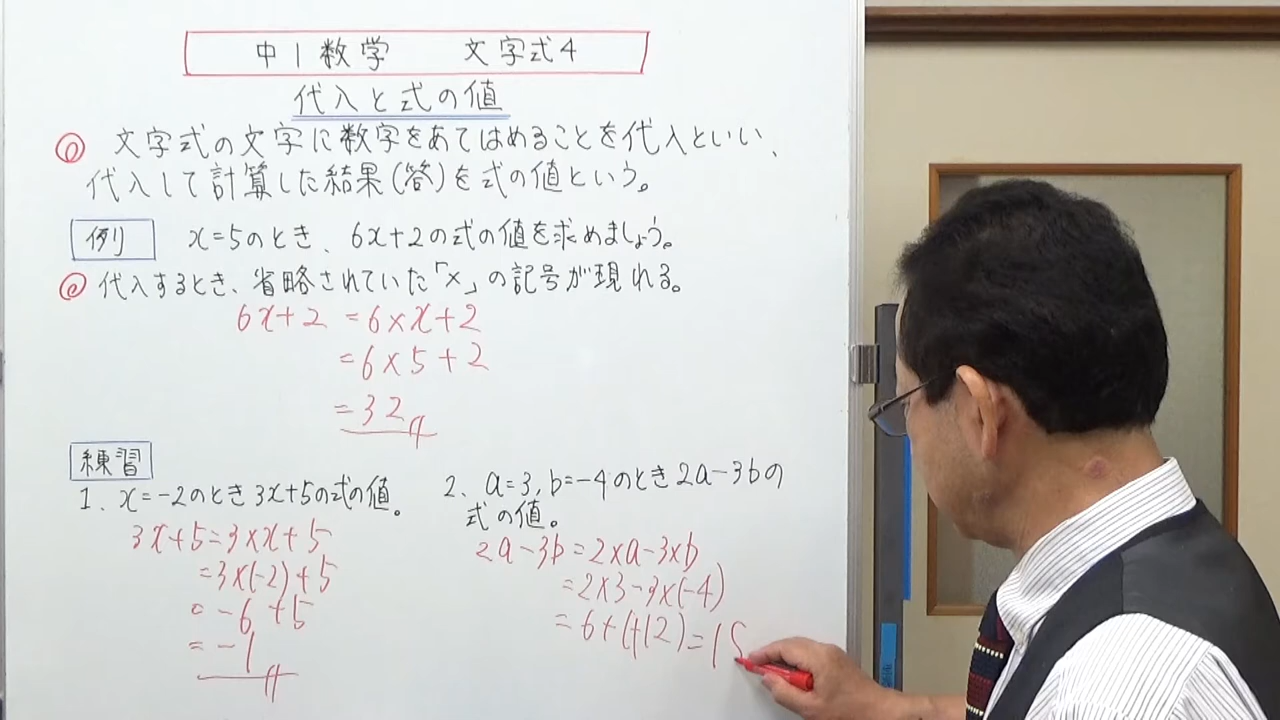 中1数学 文字式4
代入と式の値
◎ 文字式の文字に数字をあてはめることを代入といい、
代入して計算した結果(答)を式の値という。
例 x=5のとき、6x+2の式の値を求めましょう。
◎ 代入するとき、省略されていた「×」の記号が現れる。
6x+2 =6×x+2
=6×5+2
=32
練習
1、x=-2のとき3x+5の式の値。
3x+5=3×x+5
=3×(-2)+5
=-6+5
=-1
2、a=3,b=-4のとき2a-3bの
式の値。
2a-3b=2×a-3×b
=2×3-3×(-4)
=6+(+12)=18